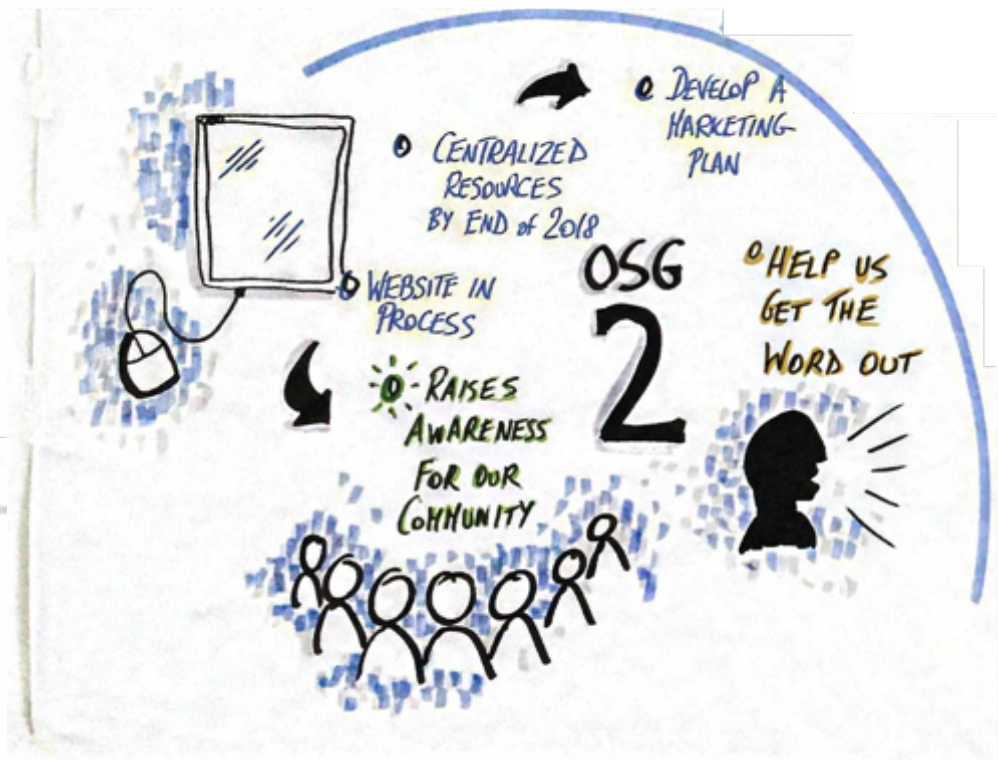 CENTRALIZED
RESOURCES
BY END of 2018
DEVELOP A
MARKETING
PLAN
WEBSITE IN
PROCESS
OSG
2
HELP US
GET THE
WORD OUT
RAISES
AWARENESS
FOR OUR
COMMUNITY